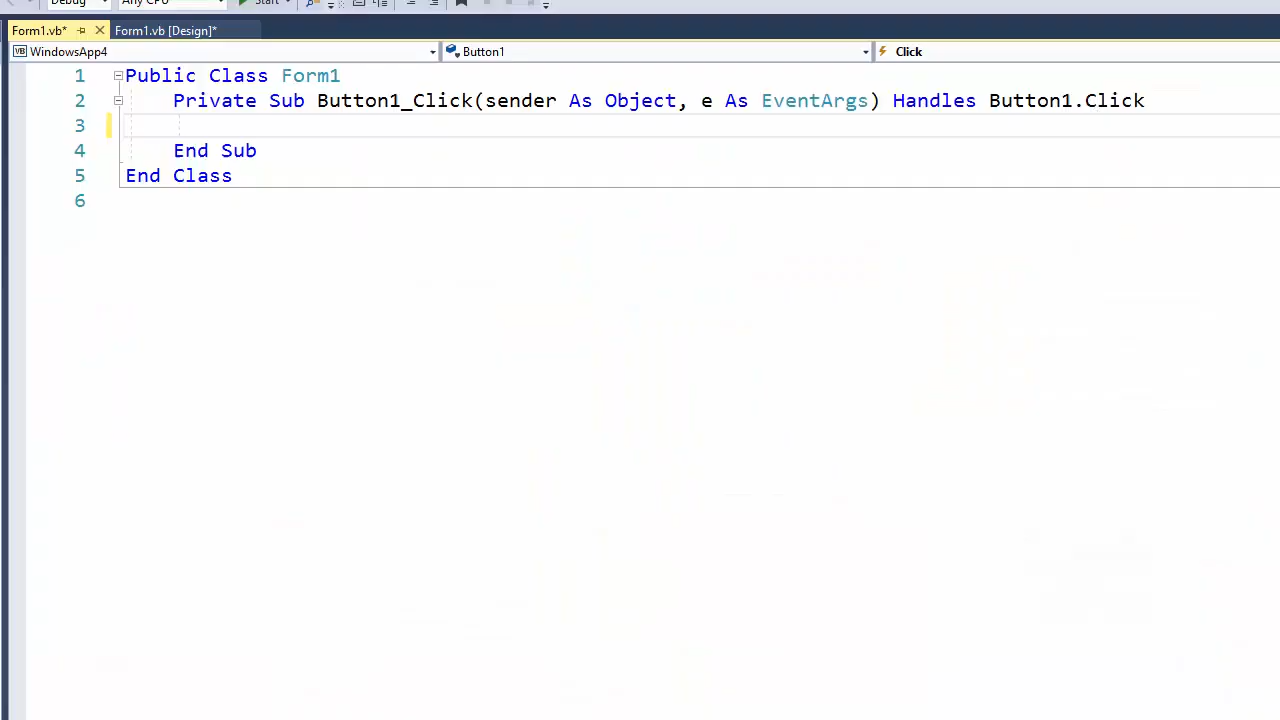 Debug Any CPU Start
Form1.vb* Form1.vb [Design]*
VB WindowsApp4 Button1 Click
1 Public Class Form1
2 Private Sub Button1_Click(sender As Object, e As EventArgs) Handles Button1.Click
3
4 End Sub
5 End Class
6